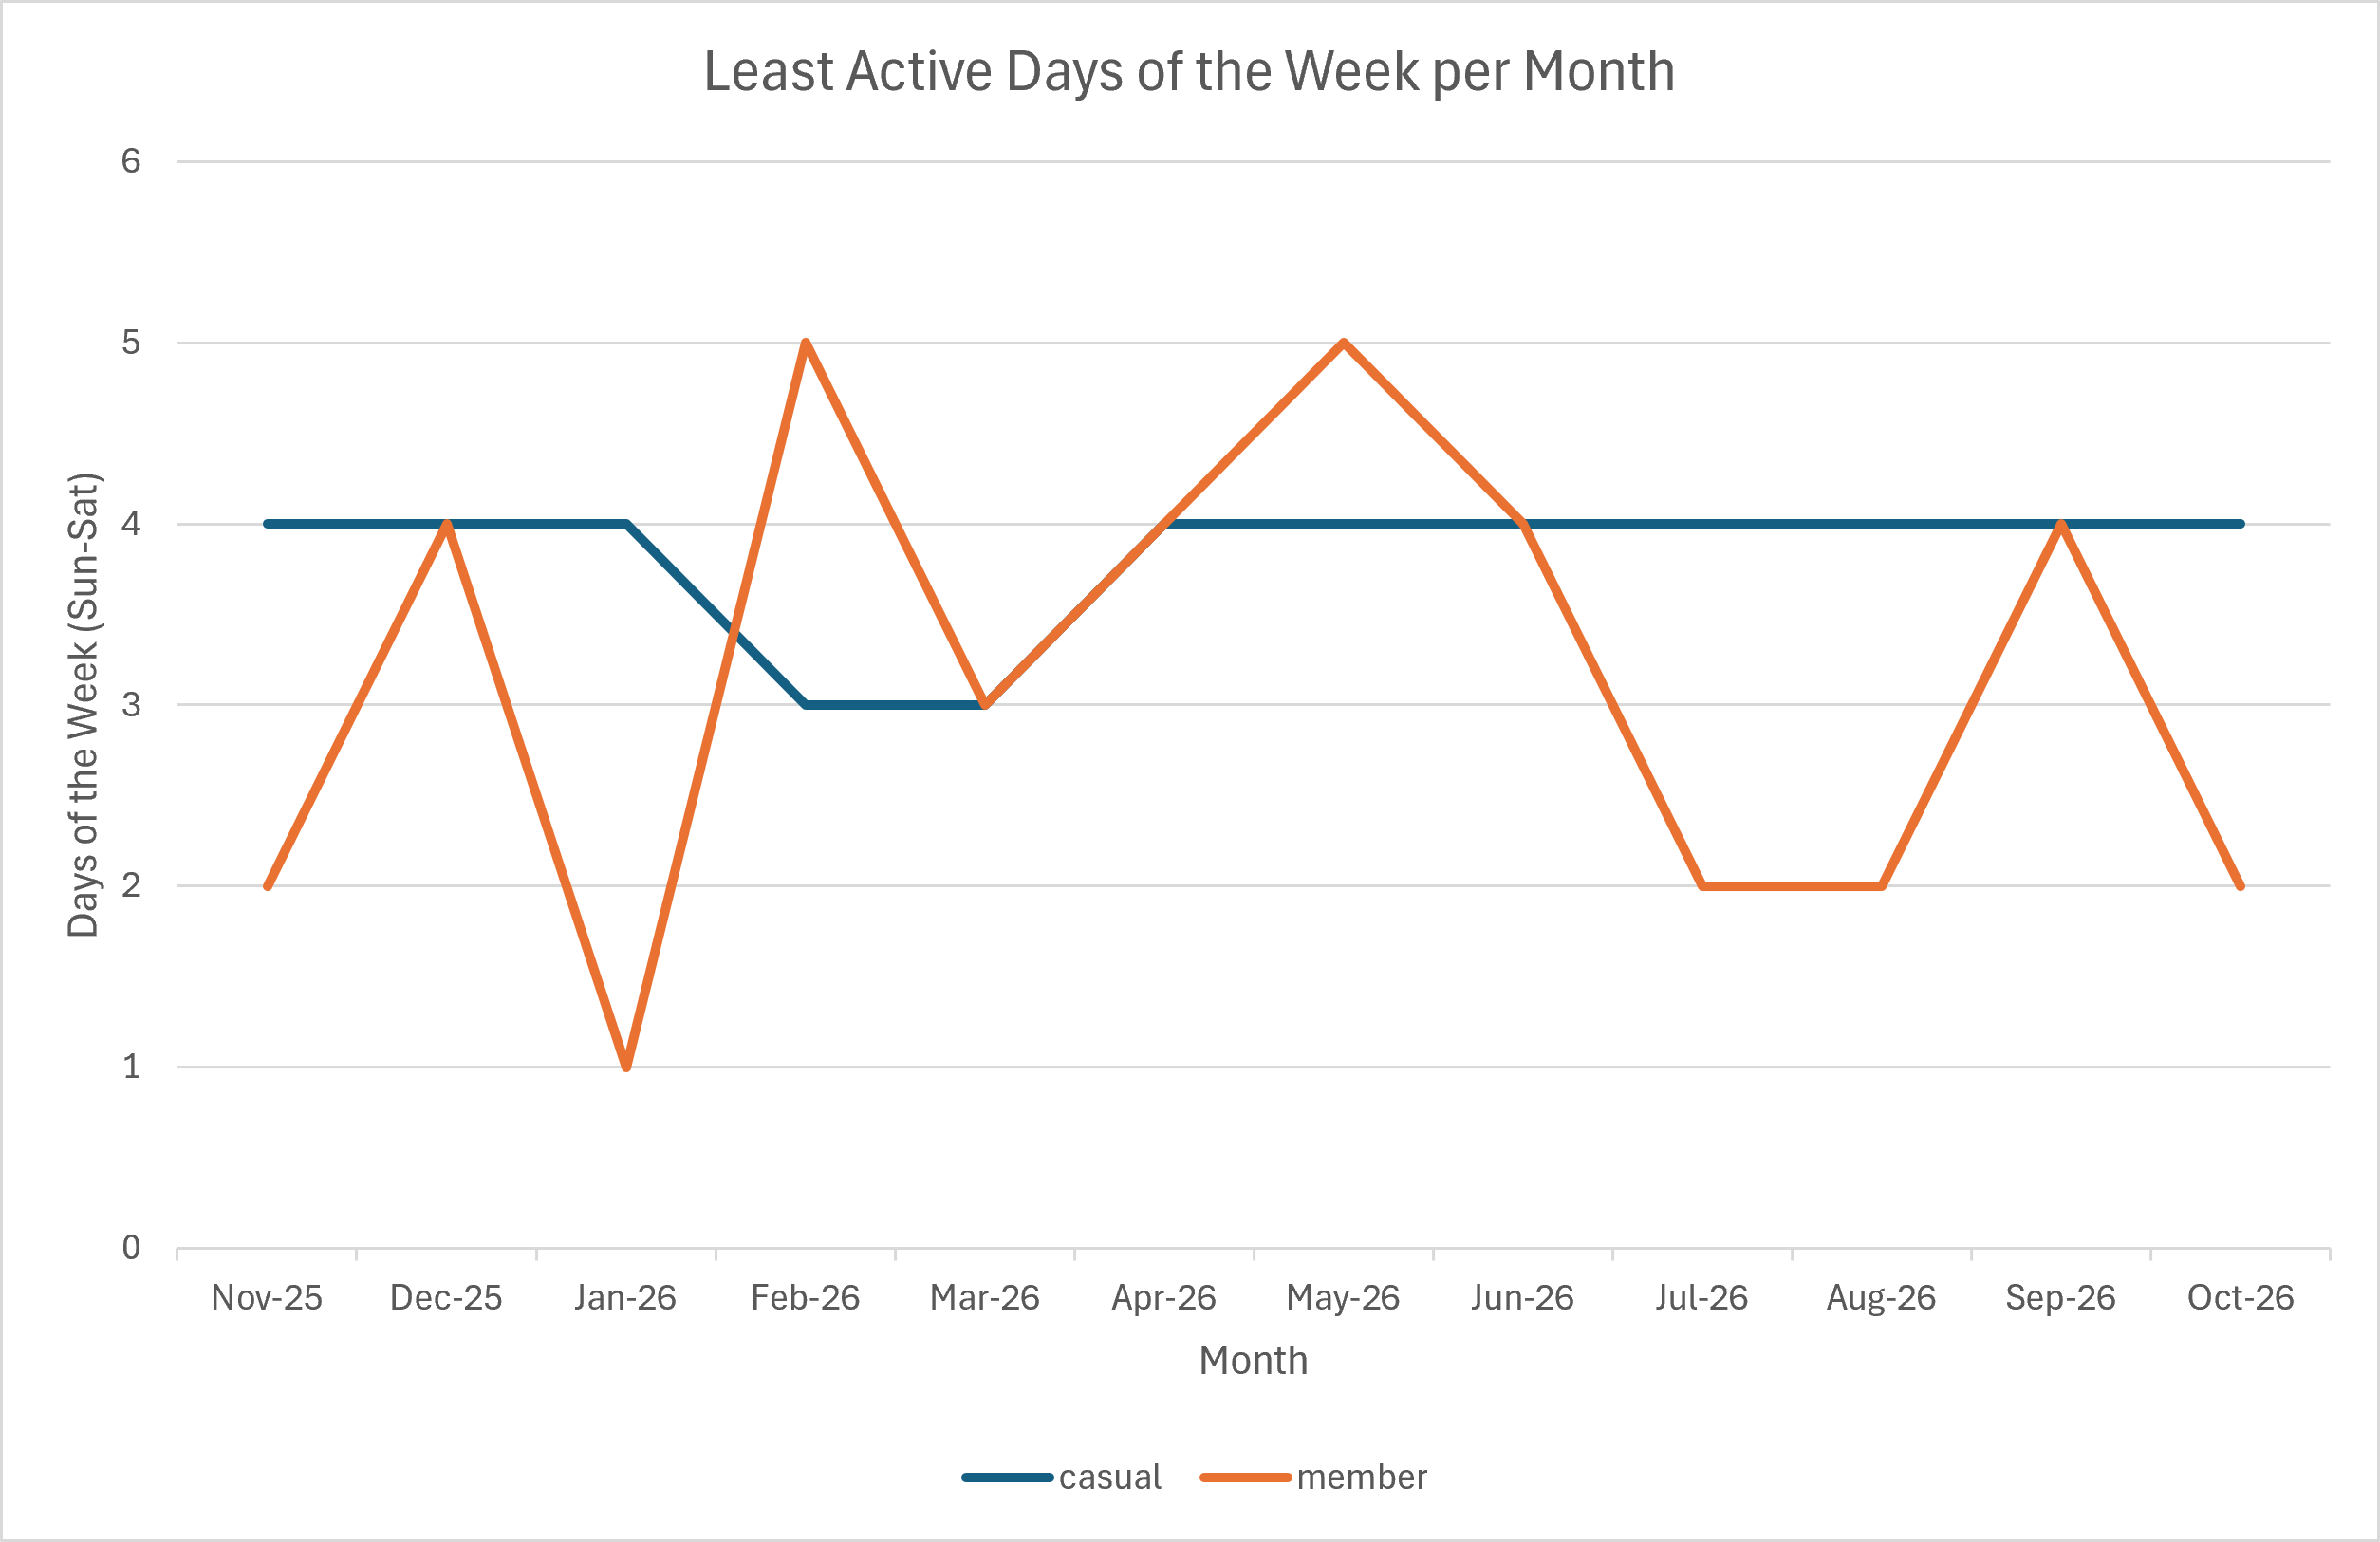 Least Active Days of the Week per Month
6
5
4
3
2
1
0
Days of the Week (Sun-Sat)
Nov-25 Dec-25 Jan-26 Feb-26 Mar-26 Apr-26 May-26 Jun-26 Jul-26 Aug-26 Sep-26 Oct-26
Month
casual member